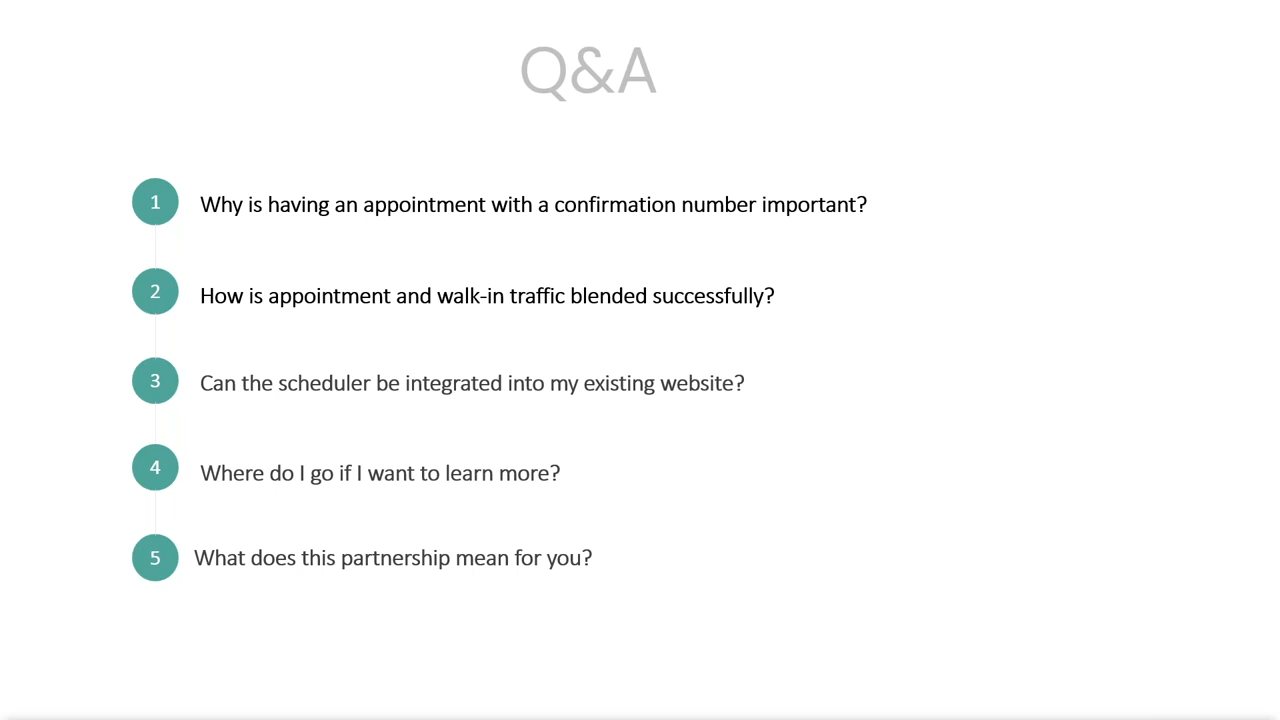 Q&A
1 Why is having an appointment with a confirmation number important?
2 How is appointment and walk-in traffic blended successfully?
3 Can the scheduler be integrated into my existing website?
4 Where do I go if I want to learn more?
5 What does this partnership mean for you?